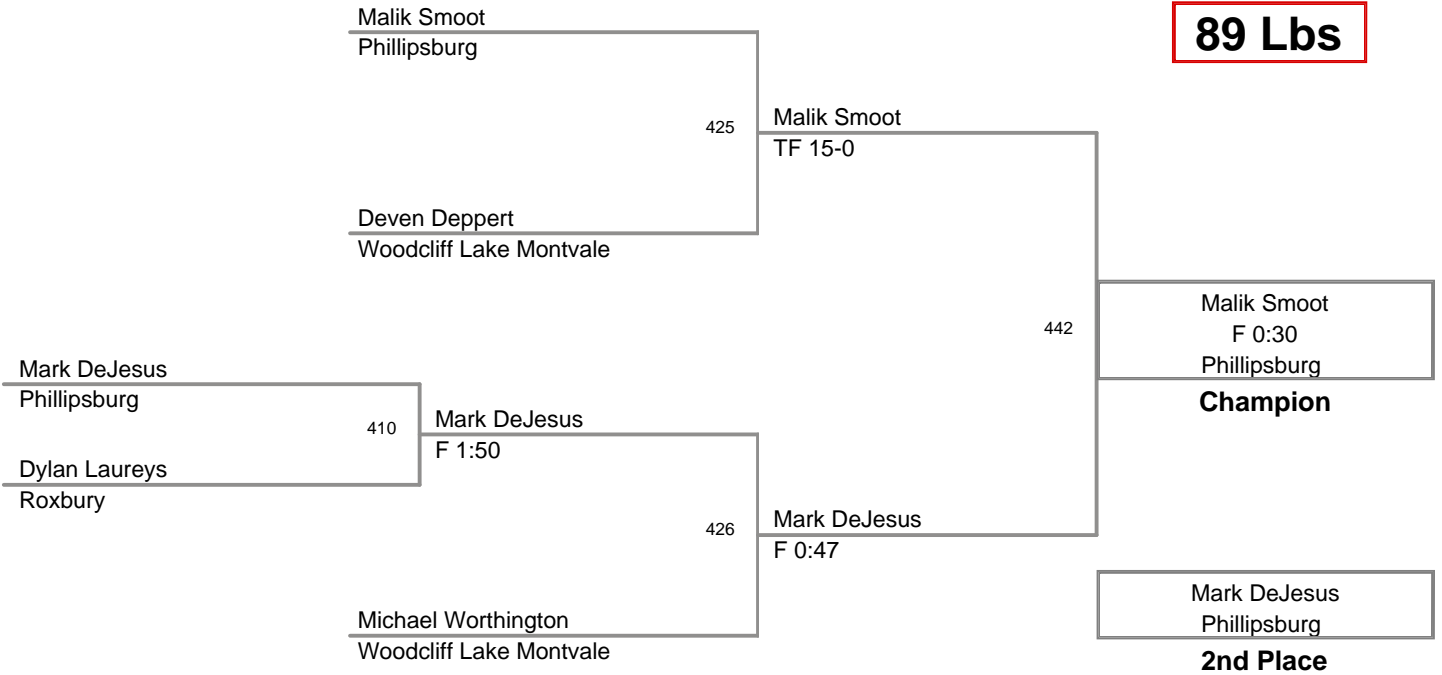 Malik Smoot
Phillipsburg
89 Lbs
425
Malik Smoot
TF 15-0
Deven Deppert
Woodcliff Lake Montvale
442
Malik Smoot
F 0:30
Phillipsburg
Champion
Mark DeJesus
Phillipsburg
410
Mark DeJesus
F 1:50
Dylan Laureys
Roxbury
426
Mark DeJesus
F 0:47
Michael Worthington
Woodcliff Lake Montvale
Mark DeJesus
Phillipsburg
2nd Place